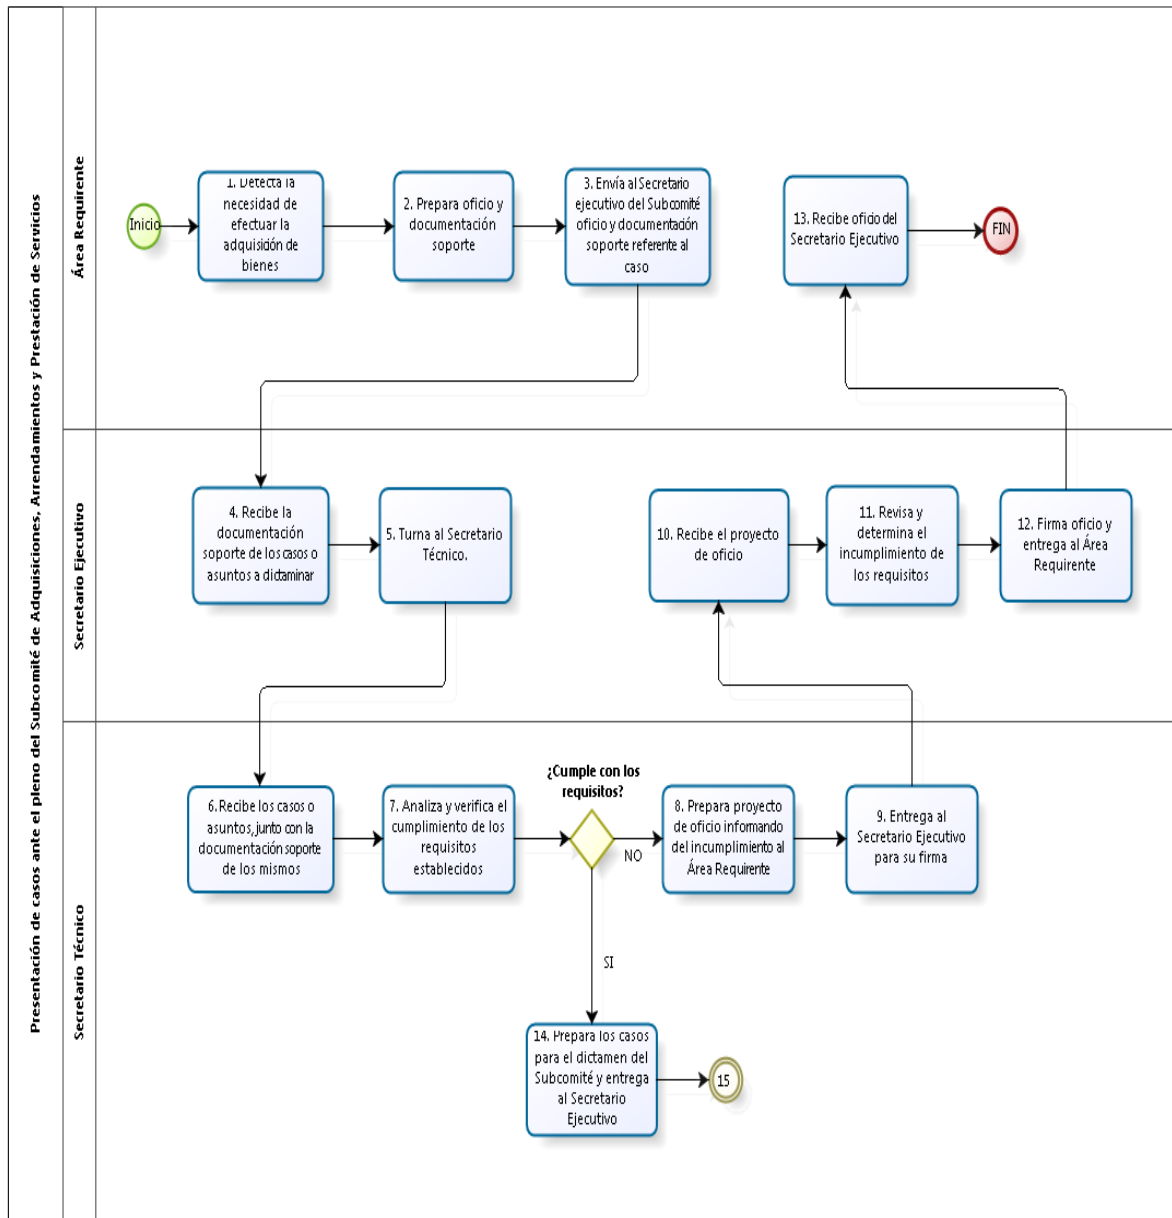 Presentación de casos ante el pleno del Subcomité de Adquisiciones, Arrendamientos y Prestación de Servicios
Área Requirente
Inicio
1. Detecta la
necesidad de
efectuar la
adquisición de
bienes
2. Prepara oficio y
documentación
soporte
3. Envía al Secretario
ejecutivo del Subcomité
oficio y documentación
soporte referente al
caso
13. Recibe oficio del
Secretario Ejecutivo
FIN
Secretario Ejecutivo
4. Recibe la
documentación
soporte de los casos o
asuntos a dictaminar
5. Turna al Secretario
Técnico.
10. Recibe el proyecto
de oficio
11. Revisa y
determina el
incumplimiento de
los requisitos
12. Firma oficio y
entrega al Área
Requirente
Secretario Técnico
6. Recibe los casos o
asuntos, junto con la
documentación soporte
de los mismos
7. Analiza y verifica el
cumplimiento de los
requisitos
establecidos
¿Cumple con los
requisitos?
NO
8. Prepara proyecto
de oficio informando
del incumplimiento al
Área Requirente
9. Entrega al
Secretario Ejecutivo
para su firma
SI
14. Prepara los casos
para el dictamen del
Subcomité y entrega
al Secretario
Ejecutivo
15